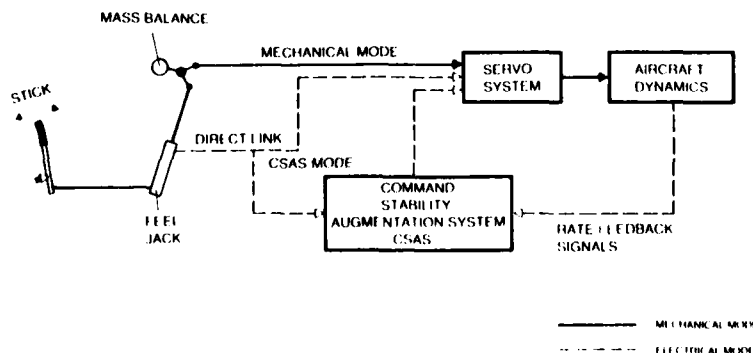 MASS BALANCE
MECHANICAL MODE
STICK
SERVO
SYSTEM
AIRCRAFT
DYNAMICS
DIRECT LINK
CSAS MODE
COMMAND
STABILITY
AUGMENTATION SYSTEM
CSAS
FEEL
JACK
RATE FEEDBACK
SIGNALS
MECHANICAL MODE
ELECTRICAL MODE